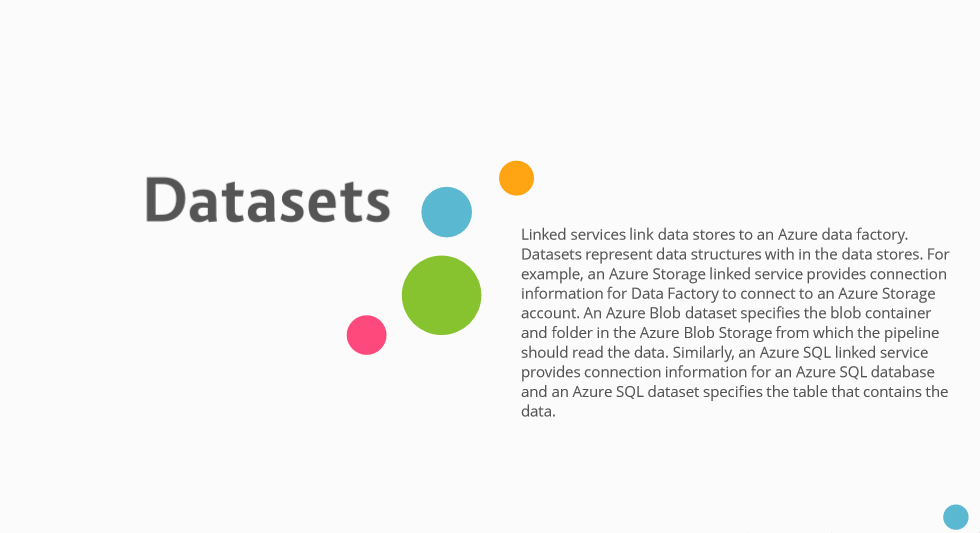 Datasets
Linked services link data stores to an Azure data factory.
Datasets represent data structures with in the data stores. For
example, an Azure Storage linked service provides connection
information for Data Factory to connect to an Azure Storage
account. An Azure Blob dataset specifies the blob container
and folder in the Azure Blob Storage from which the pipeline
should read the data. Similarly, an Azure SQL linked service
provides connection information for an Azure SQL database
and an Azure SQL dataset specifies the table that contains the
data.